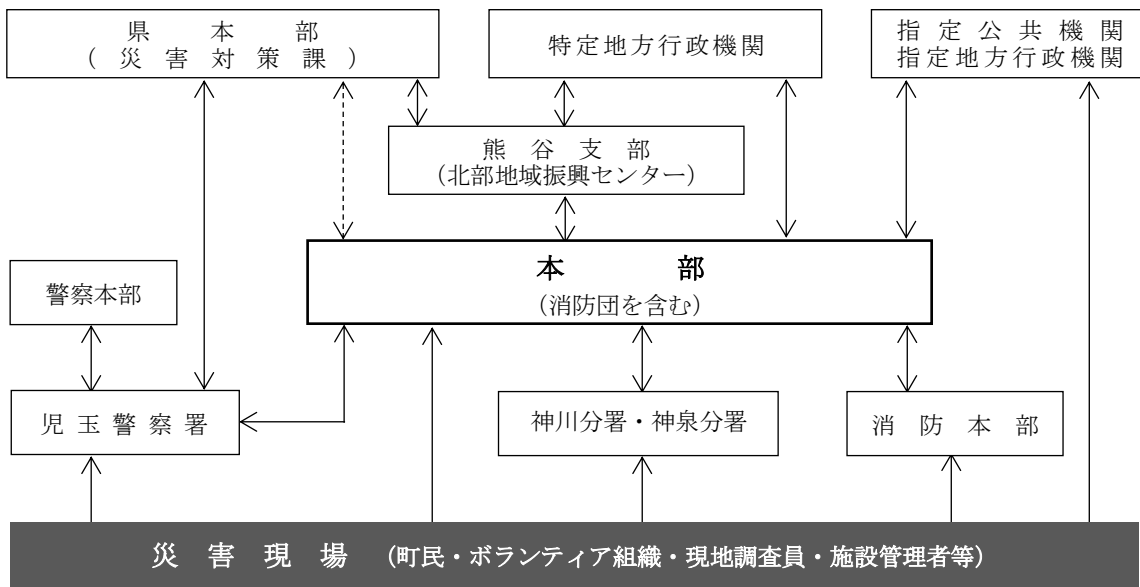 県本部
(災害対策課)
特定地方行政機関
指定公共機関
指定地方行政機関
熊谷支部
(北部地域振興センター)
本部
(消防団を含む)
警察本部
児玉警察署
神川分署・神泉分署
消防本部
災害現場 (町民・ボランティア組織・現地調査員・施設管理者等)